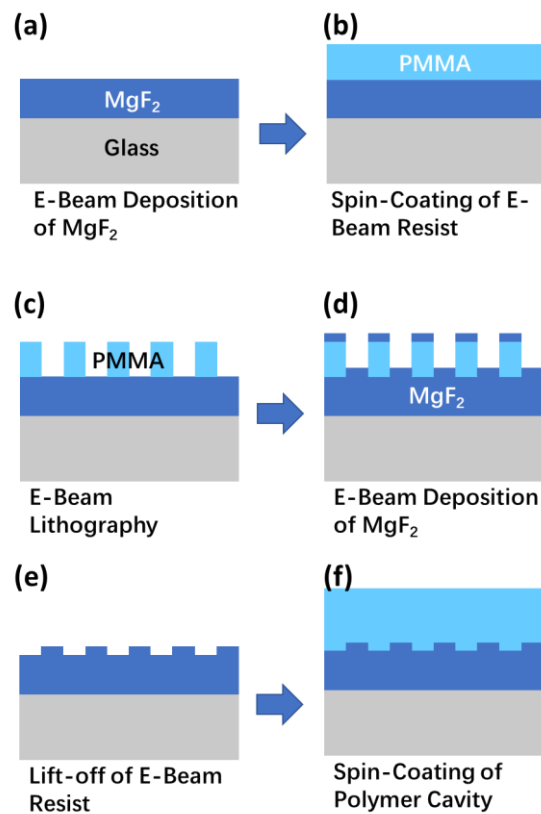 (a)
MgF₂
Glass
E-Beam Deposition
of MgF₂
(b)
PMMA
Spin-Coating of E-
Beam Resist
(c)
PMMA
E-Beam
Lithography
(d)
MgF₂
E-Beam Deposition
of MgF₂
(e)
Lift-off of E-Beam
Resist
(f)
Spin-Coating of
Polymer Cavity